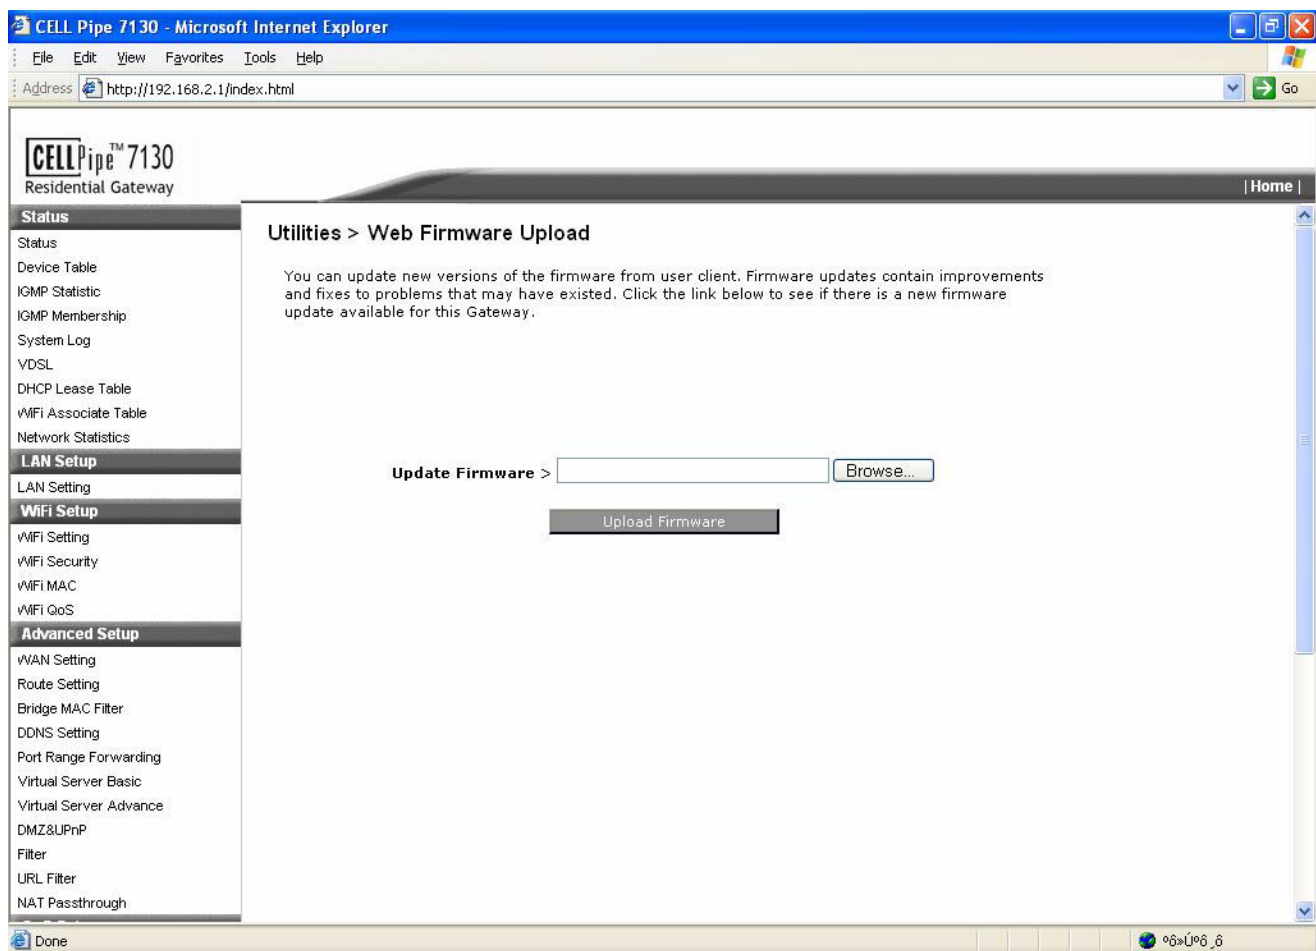 CELL Pipe 7130 - Microsoft Internet Explorer
File Edit View Favorites Tools Help
Address http://192.168.2.1/index.html Go
CELLPipe™ 7130
Residential Gateway
| Home |
Status
Status
Device Table
IGMP Statistic
IGMP Membership
System Log
VDSL
DHCP Lease Table
WiFi Associate Table
Network Statistics
LAN Setup
LAN Setting
WiFi Setup
WiFi Setting
WiFi Security
WiFi MAC
WiFi QoS
Advanced Setup
WAN Setting
Route Setting
Bridge MAC Filter
DDNS Setting
Port Range Forwarding
Virtual Server Basic
Virtual Server Advance
DMZ&UPnP
Filter
URL Filter
NAT Passthrough
Utilities > Web Firmware Upload
You can update new versions of the firmware from user client. Firmware updates contain improvements
and fixes to problems that may have existed. Click the link below to see if there is a new firmware
update available for this Gateway.
Update Firmware > Browse...
Upload Firmware
Done